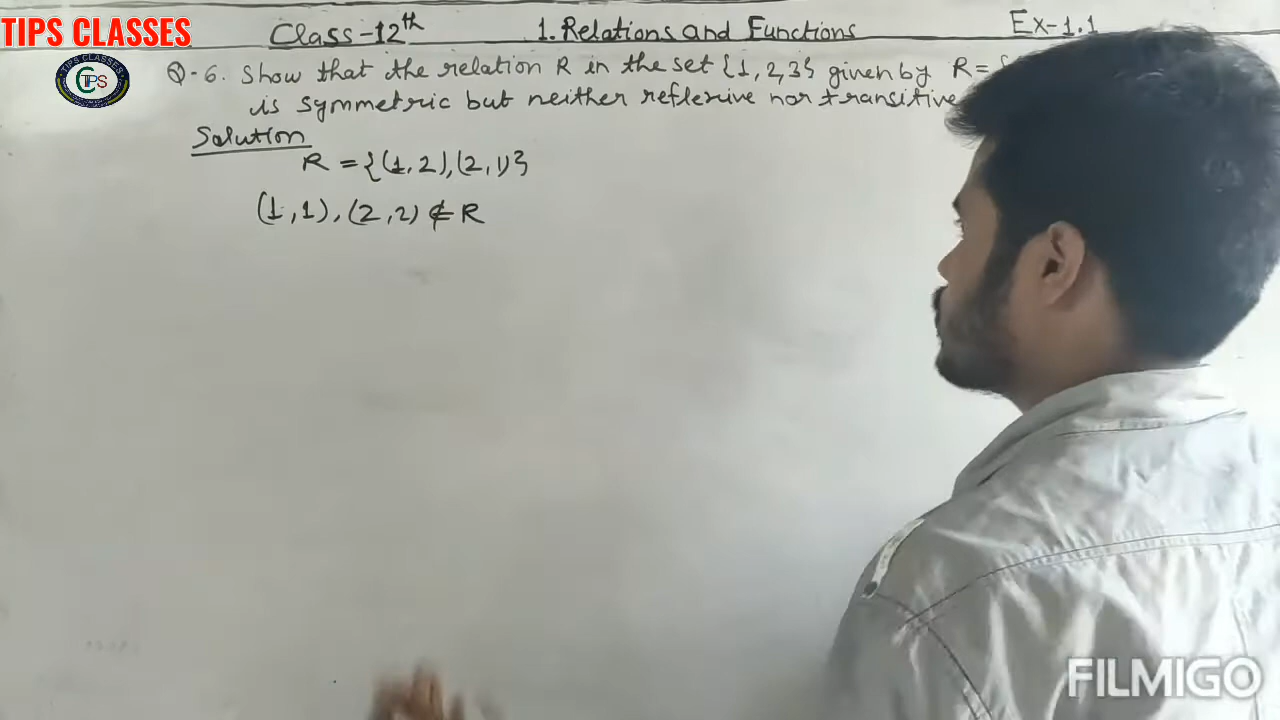 TIPS CLASSES
Class-12th 1. Relations and Functions Ex-1.1
TIPS CLASSES
Q-6. Show that the relation R in the set {1, 2, 3} given by R = {
is symmetric but neither reflexive nor transitive
Solution
R = {(1, 2), (2, 1)}
(1, 1), (2, 2) ∉ R
FILMIGO